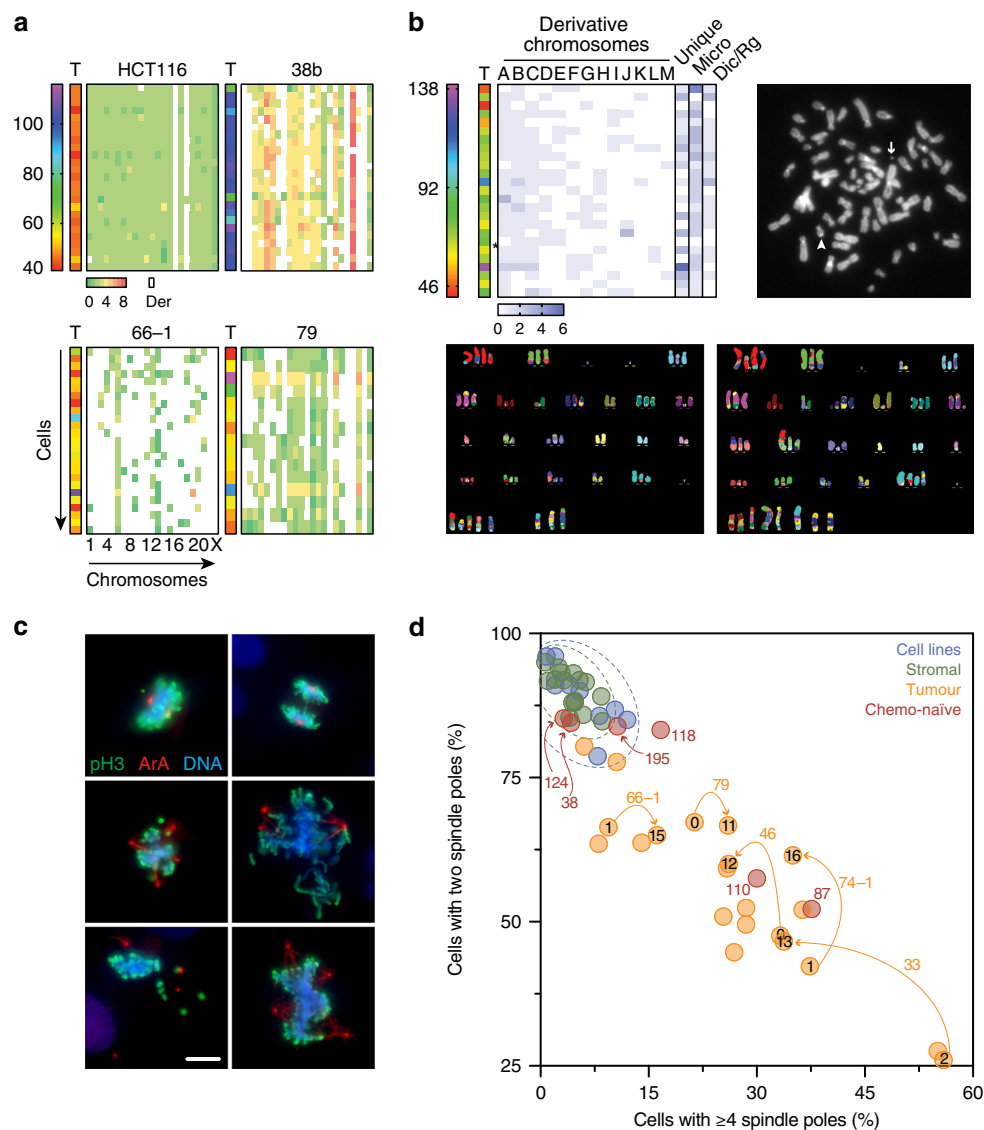 a
T HCT116 T 38b
100
80
60
40
0 4 8 Der
T 66–1 T 79
Cells
1 4 8 12 16 20 X
Chromosomes
b
Derivative
chromosomes
Unique
Micro
Dic/Rg
T A B C D E F G H I J K L M
138
92
*
46
0 2 4 6
c
pH3 ArA DNA
d
100
75
50
25
0 15 30 45 60
Cells with two spindle poles (%)
Cells with ≥4 spindle poles (%)
Cell lines
Stromal
Tumour
Chemo-naïve
118
195
124
38
66–1
79
1
15
0
11
46
12
16
110
87
74–1
13
1
33
2